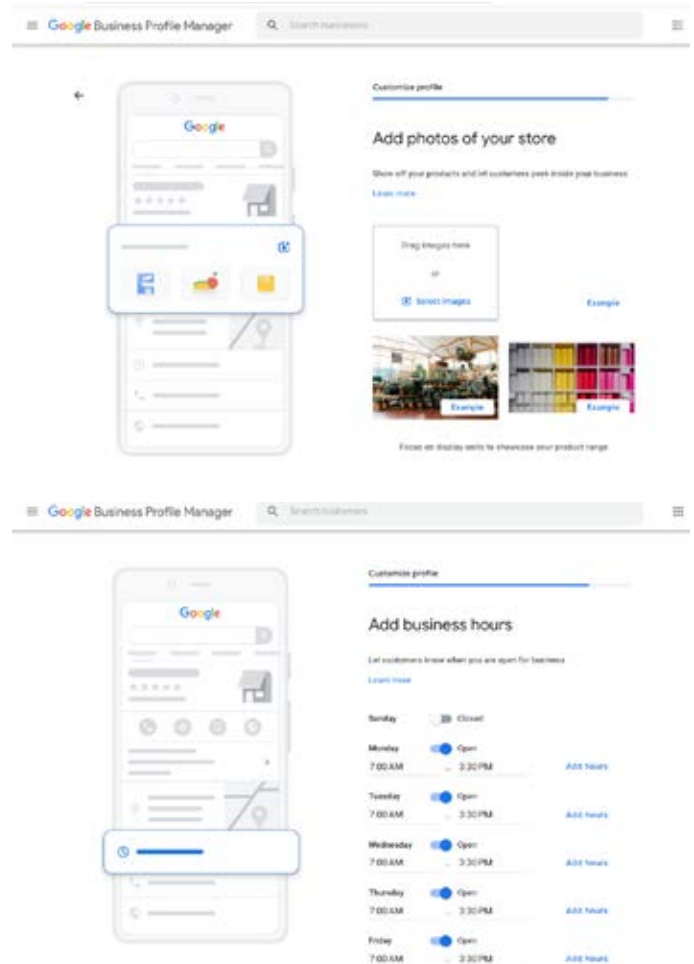 Google Business Profile Manager
Search businesses
Customize profile
Google
Add photos of your store
Show off your products and let customers peek inside your business
Learn more
Drag images here
or
Select images
Example
Example
Example
Focus on display units to showcase your product range
Google Business Profile Manager
Search businesses
Customize profile
Google
Add business hours
Let customers know when you are open for business
Learn more
Sunday Closed
Monday Open
7:00 AM – 3:30 PM Add hours
Tuesday Open
7:00 AM – 3:30 PM Add hours
Wednesday Open
7:00 AM – 3:30 PM Add hours
Thursday Open
7:00 AM – 3:30 PM Add hours
Friday Open
7:00 AM – 3:30 PM Add hours